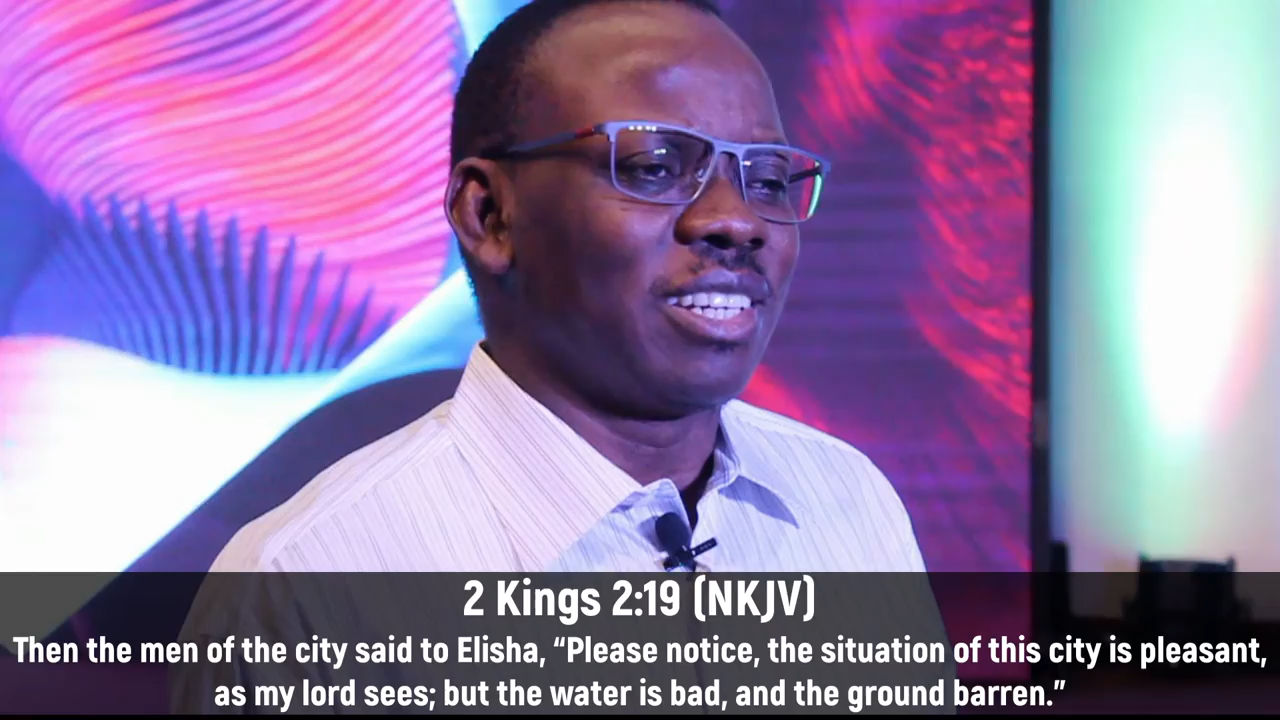 2 Kings 2:19 (NKJV)
Then the men of the city said to Elisha, “Please notice, the situation of this city is pleasant,
as my lord sees; but the water is bad, and the ground barren.”